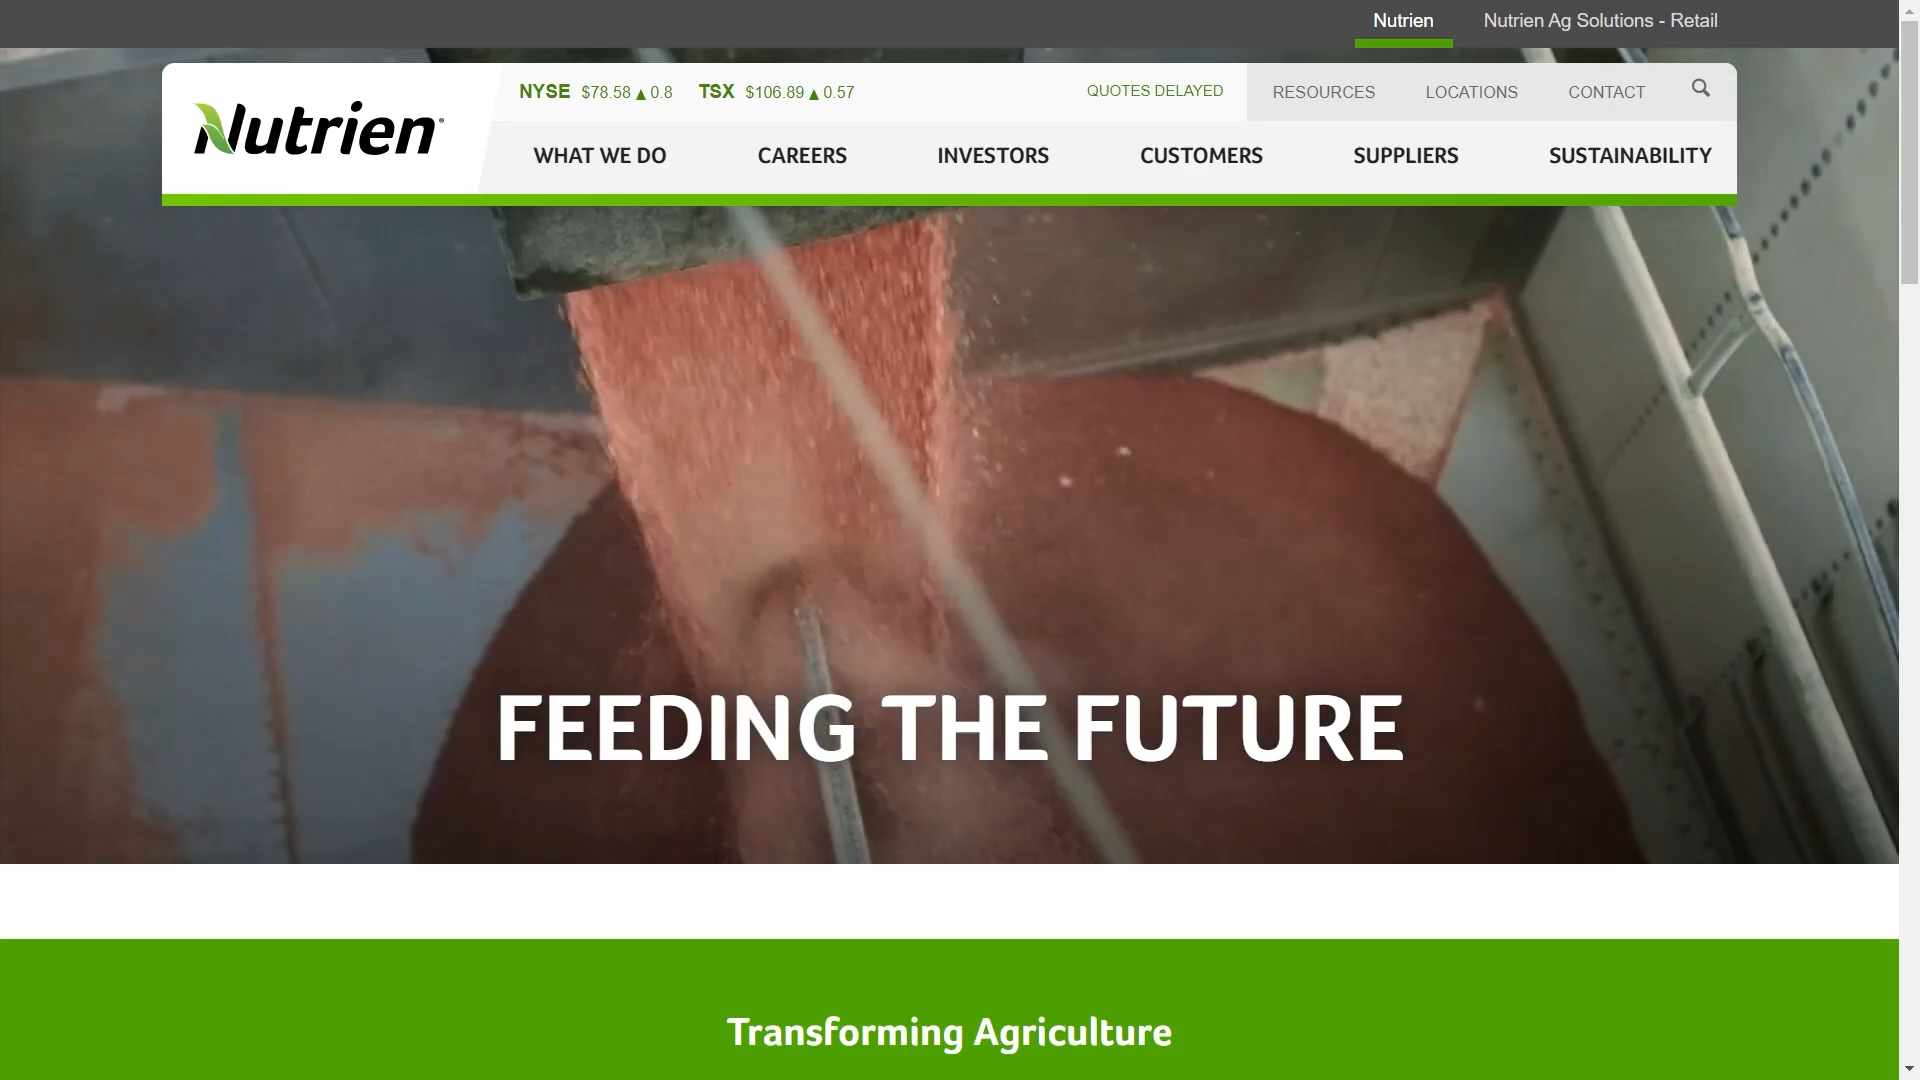 Nutrien
Nutrien Ag Solutions - Retail
Nutrien®
NYSE $78.58 ▲ 0.8 TSX $106.89 ▲ 0.57
QUOTES DELAYED
RESOURCES
LOCATIONS
CONTACT
WHAT WE DO
CAREERS
INVESTORS
CUSTOMERS
SUPPLIERS
SUSTAINABILITY
FEEDING THE FUTURE
Transforming Agriculture